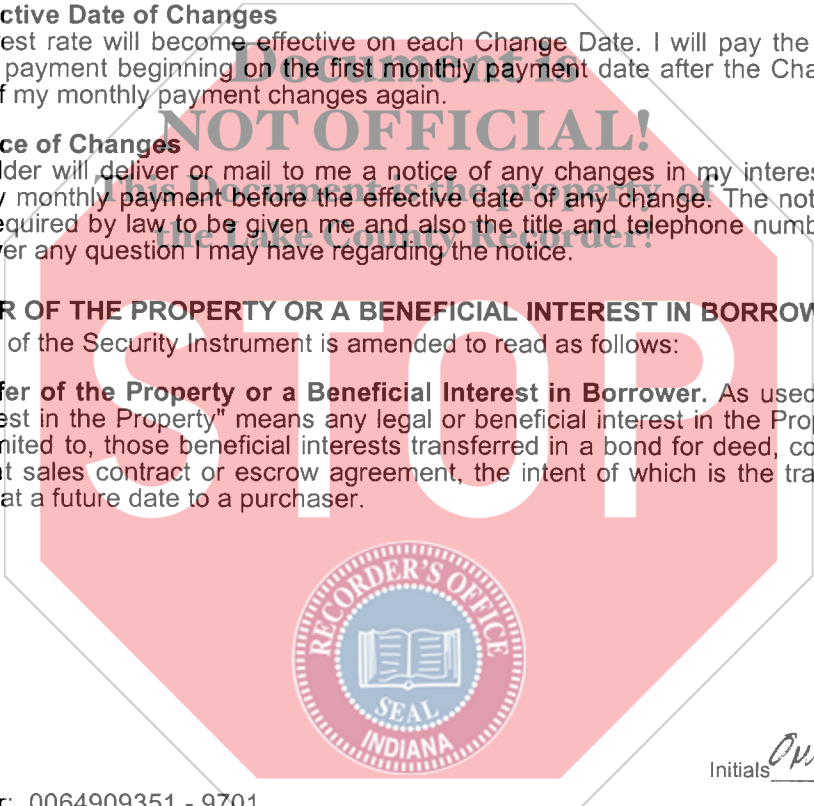 ctive Date of Changes
est rate will become effective on each Change Date. I will pay the
payment beginning on the first monthly payment date after the Cha
f my monthly payment changes again.
ce of Changes
lder will deliver or mail to me a notice of any changes in my interes
y monthly payment before the effective date of any change. The not
equired by law to be given me and also the title and telephone numb
er any question I may have regarding the notice.
R OF THE PROPERTY OR A BENEFICIAL INTEREST IN BORROW
of the Security Instrument is amended to read as follows:
fer of the Property or a Beneficial Interest in Borrower. As used
est in the Property" means any legal or beneficial interest in the Prop
mited to, those beneficial interests transferred in a bond for deed, co
t sales contract or escrow agreement, the intent of which is the tra
at a future date to a purchaser.
Document is
NOT OFFICIAL!
This Document is the property of
the Lake County Recorder!
STOP
RECORDER'S OFFICE
SEAL
INDIANA
Initials
r: 0064909351 - 9701